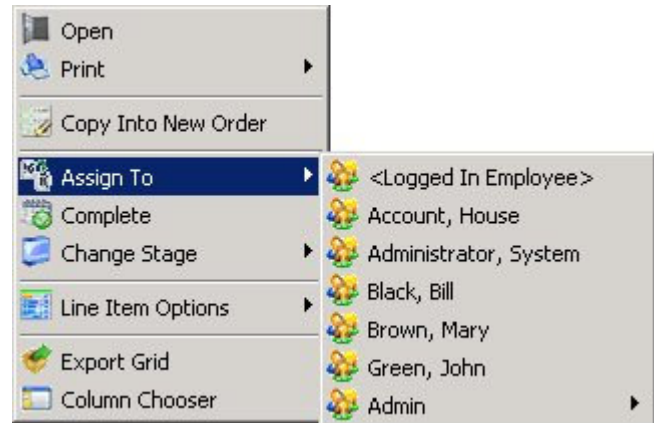 Open
Print
Copy Into New Order
Assign To
Complete
Change Stage
Line Item Options
Export Grid
Column Chooser
<Logged In Employee>
Account, House
Administrator, System
Black, Bill
Brown, Mary
Green, John
Admin